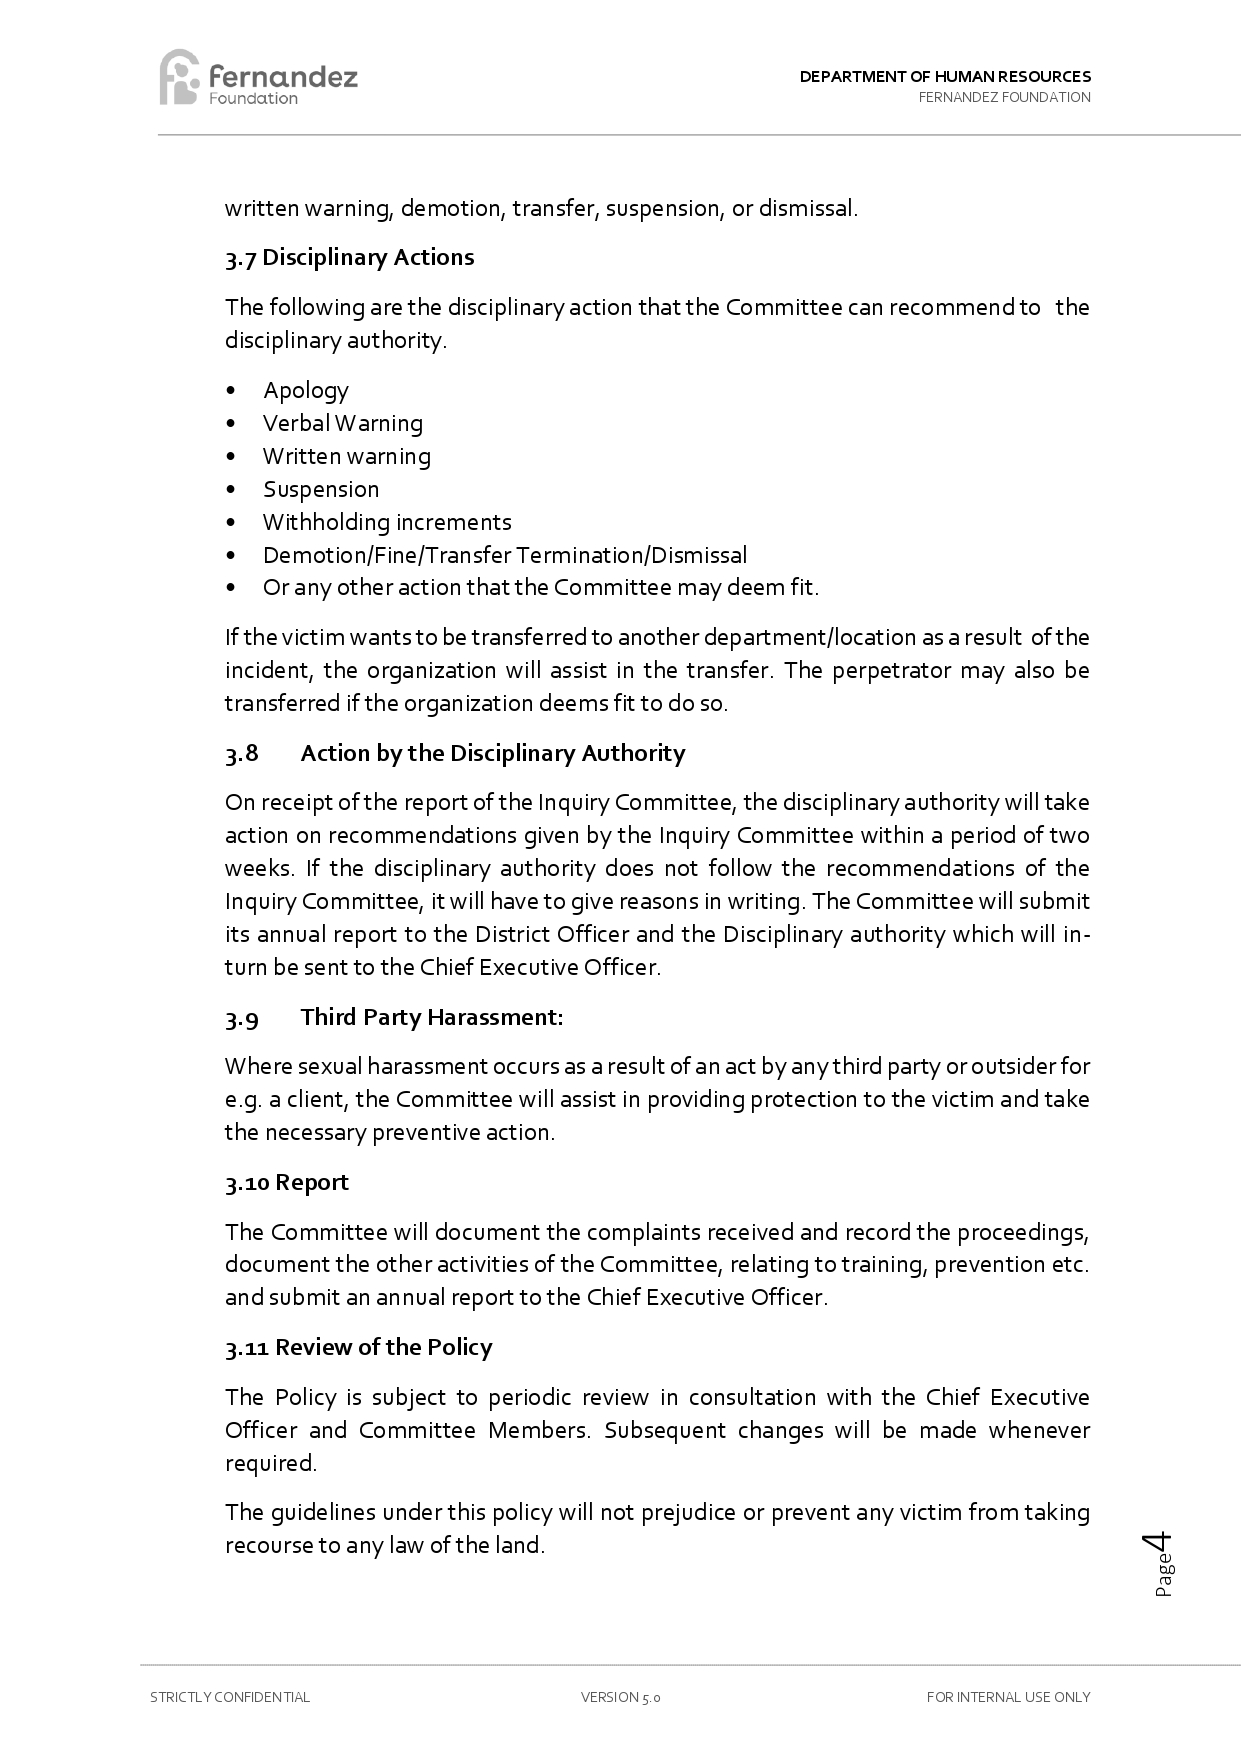 fernandez
Foundation
DEPARTMENT OF HUMAN RESOURCES
FERNANDEZ FOUNDATION
written warning, demotion, transfer, suspension, or dismissal.
3.7 Disciplinary Actions
The following are the disciplinary action that the Committee can recommend to the
disciplinary authority.
• Apology
• Verbal Warning
• Written warning
• Suspension
• Withholding increments
• Demotion/Fine/Transfer Termination/Dismissal
• Or any other action that the Committee may deem fit.
If the victim wants to be transferred to another department/location as a result of the
incident, the organization will assist in the transfer. The perpetrator may also be
transferred if the organization deems fit to do so.
3.8 Action by the Disciplinary Authority
On receipt of the report of the Inquiry Committee, the disciplinary authority will take
action on recommendations given by the Inquiry Committee within a period of two
weeks. If the disciplinary authority does not follow the recommendations of the
Inquiry Committee, it will have to give reasons in writing. The Committee will submit
its annual report to the District Officer and the Disciplinary authority which will in-
turn be sent to the Chief Executive Officer.
3.9 Third Party Harassment:
Where sexual harassment occurs as a result of an act by any third party or outsider for
e.g. a client, the Committee will assist in providing protection to the victim and take
the necessary preventive action.
3.10 Report
The Committee will document the complaints received and record the proceedings,
document the other activities of the Committee, relating to training, prevention etc.
and submit an annual report to the Chief Executive Officer.
3.11 Review of the Policy
The Policy is subject to periodic review in consultation with the Chief Executive
Officer and Committee Members. Subsequent changes will be made whenever
required.
The guidelines under this policy will not prejudice or prevent any victim from taking
recourse to any law of the land.
Page4
STRICTLY CONFIDENTIAL
VERSION 5.0
FOR INTERNAL USE ONLY